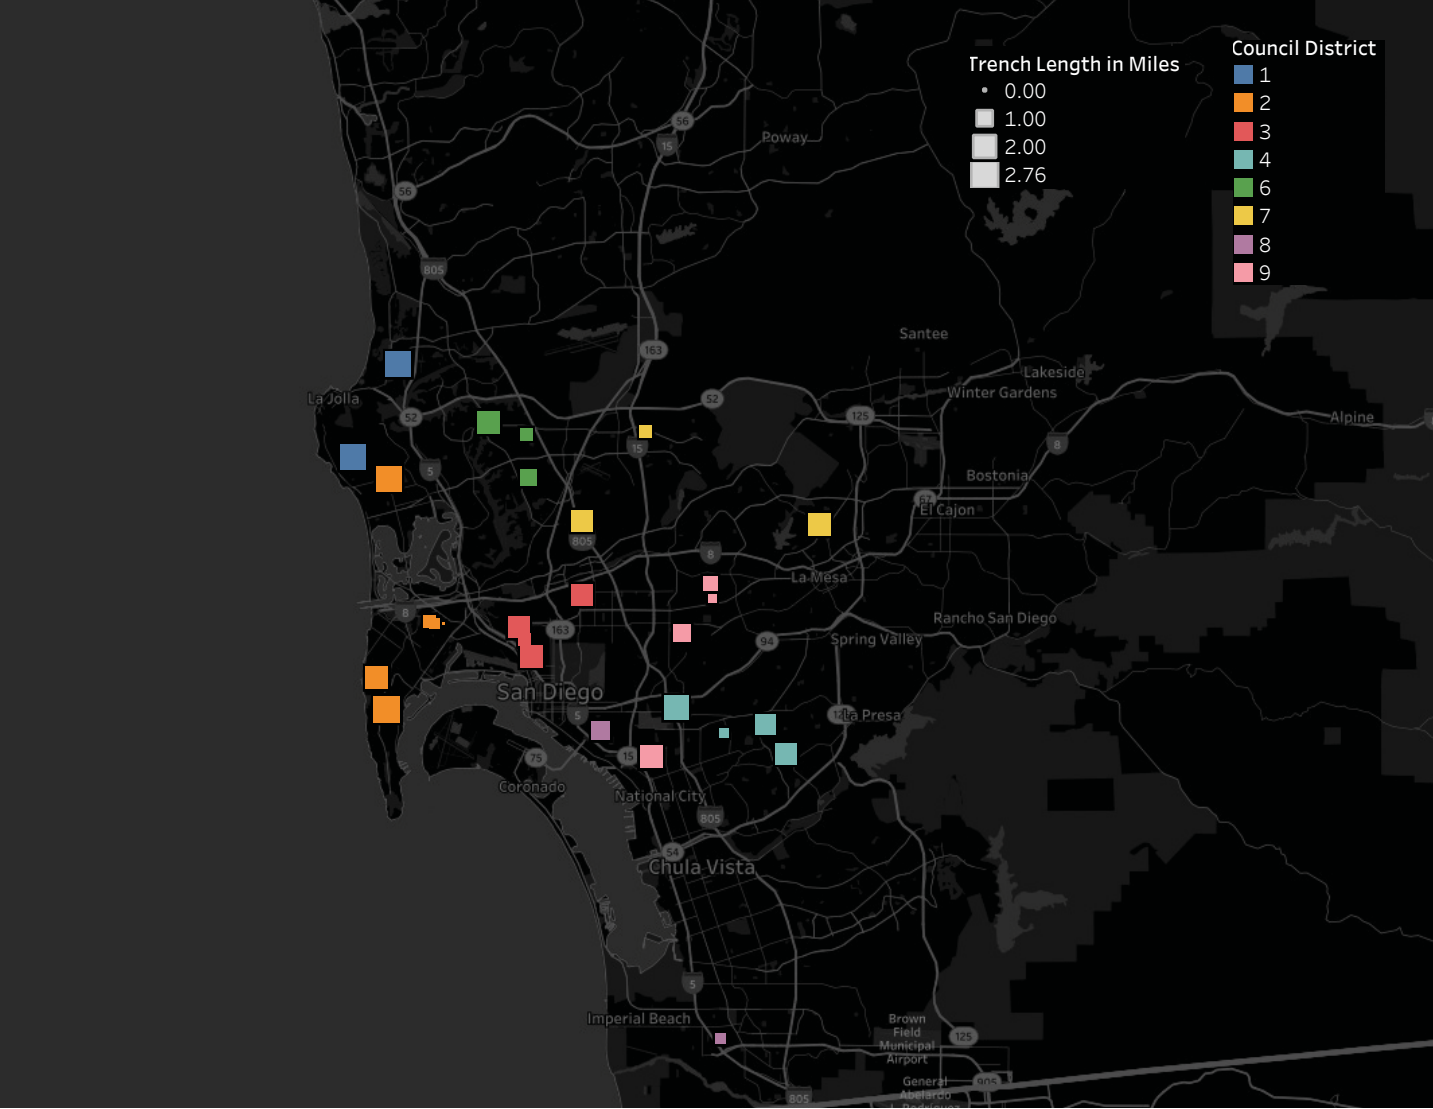 Council District
1
2
3
4
6
7
8
9
Trench Length in Miles
0.00
1.00
2.00
2.76
56
15
Poway
56
805
163
Santee
Lakeside
Winter Gardens
La Jolla
52
52
125
Alpine
8
15
5
Bostonia
67
El Cajon
805
8
La Mesa
8
Rancho San Diego
163
94
Spring Valley
San Diego
5
La Presa
15
75
Coronado
National City
805
54
Chula Vista
5
Imperial Beach
Brown
Field
Municipal
Airport
125
General
Abelardo
905
805